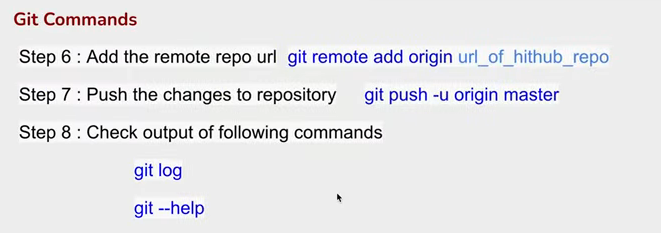 Git Commands
Step 6 : Add the remote repo url git remote add origin url_of_hithub_repo
Step 7 : Push the changes to repository git push -u origin master
Step 8 : Check output of following commands
git log
git --help